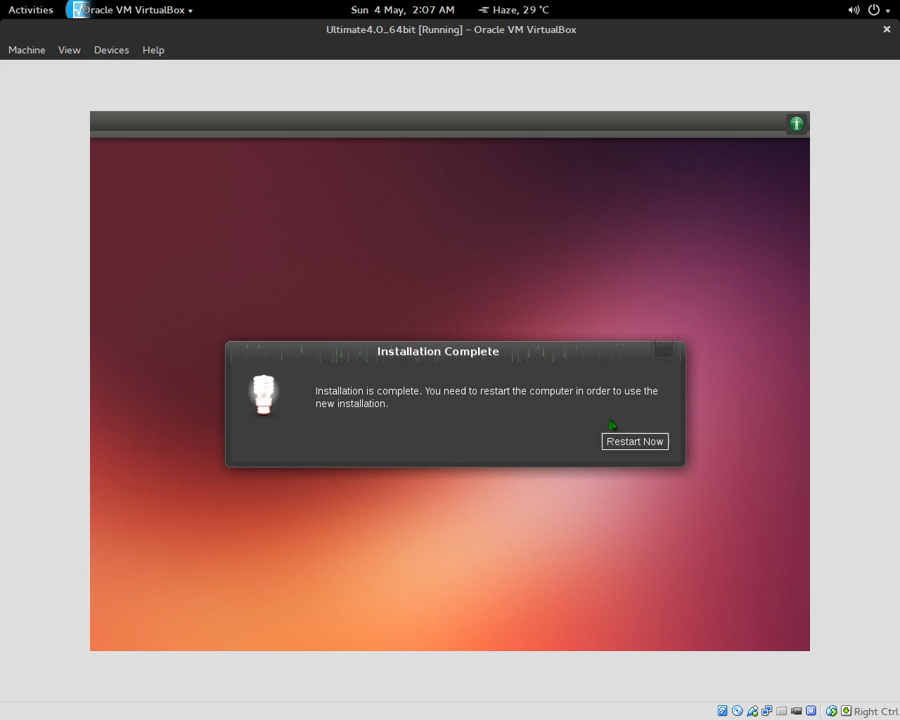 Activities Oracle VM VirtualBox Sun 4 May, 2:07 AM Haze, 29 °C
Ultimate4.0_64bit [Running] – Oracle VM VirtualBox
Machine View Devices Help
Installation Complete
Installation is complete. You need to restart the computer in order to use the
new installation.
Restart Now
Right Ctrl